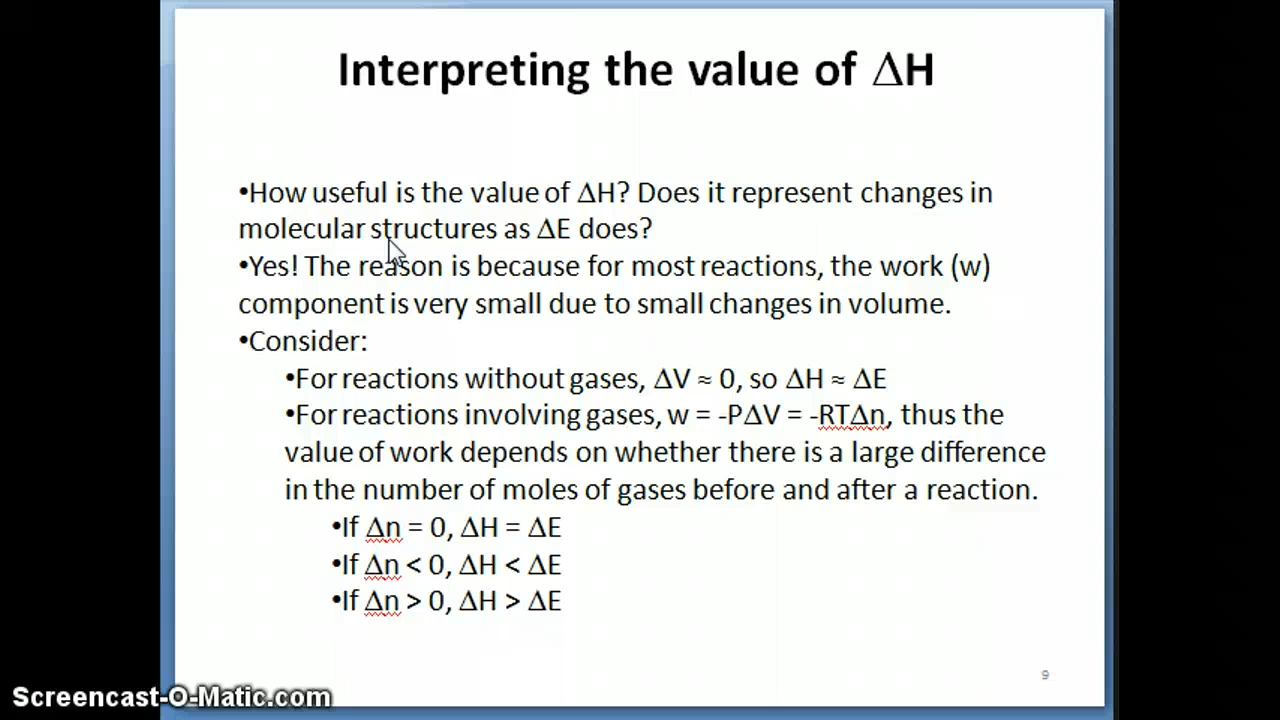 Interpreting the value of ΔH
•How useful is the value of ΔH? Does it represent changes in
molecular structures as ΔE does?
•Yes! The reason is because for most reactions, the work (w)
component is very small due to small changes in volume.
•Consider:
•For reactions without gases, ΔV ≈ 0, so ΔH ≈ ΔE
•For reactions involving gases, w = -PΔV = -RTΔn, thus the
value of work depends on whether there is a large difference
in the number of moles of gases before and after a reaction.
•If Δn = 0, ΔH = ΔE
•If Δn < 0, ΔH < ΔE
•If Δn > 0, ΔH > ΔE
9
Screencast-O-Matic.com